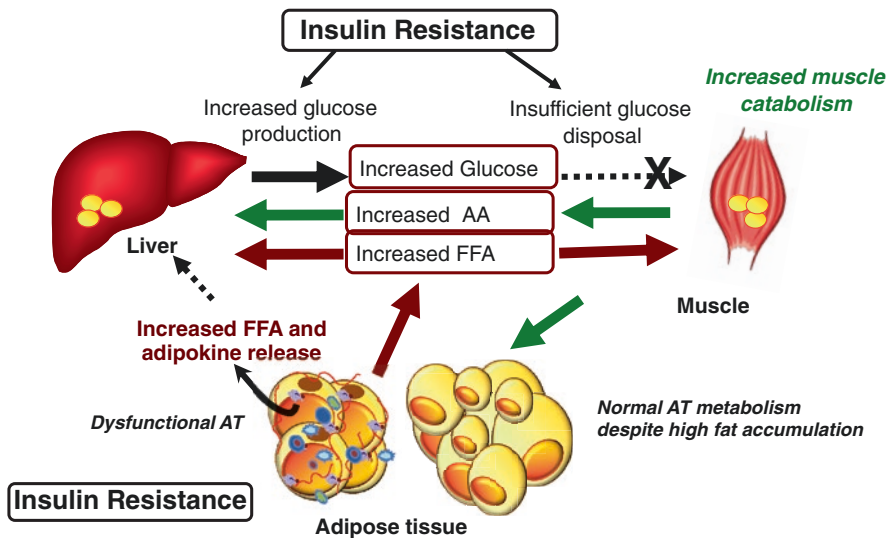 Insulin Resistance
Increased glucose
production
Insufficient glucose
disposal
Increased muscle
catabolism
Increased Glucose
X
Increased AA
Increased FFA
Liver
Muscle
Increased FFA and
adipokine release
Dysfunctional AT
Normal AT metabolism
despite high fat accumulation
Insulin Resistance
Adipose tissue